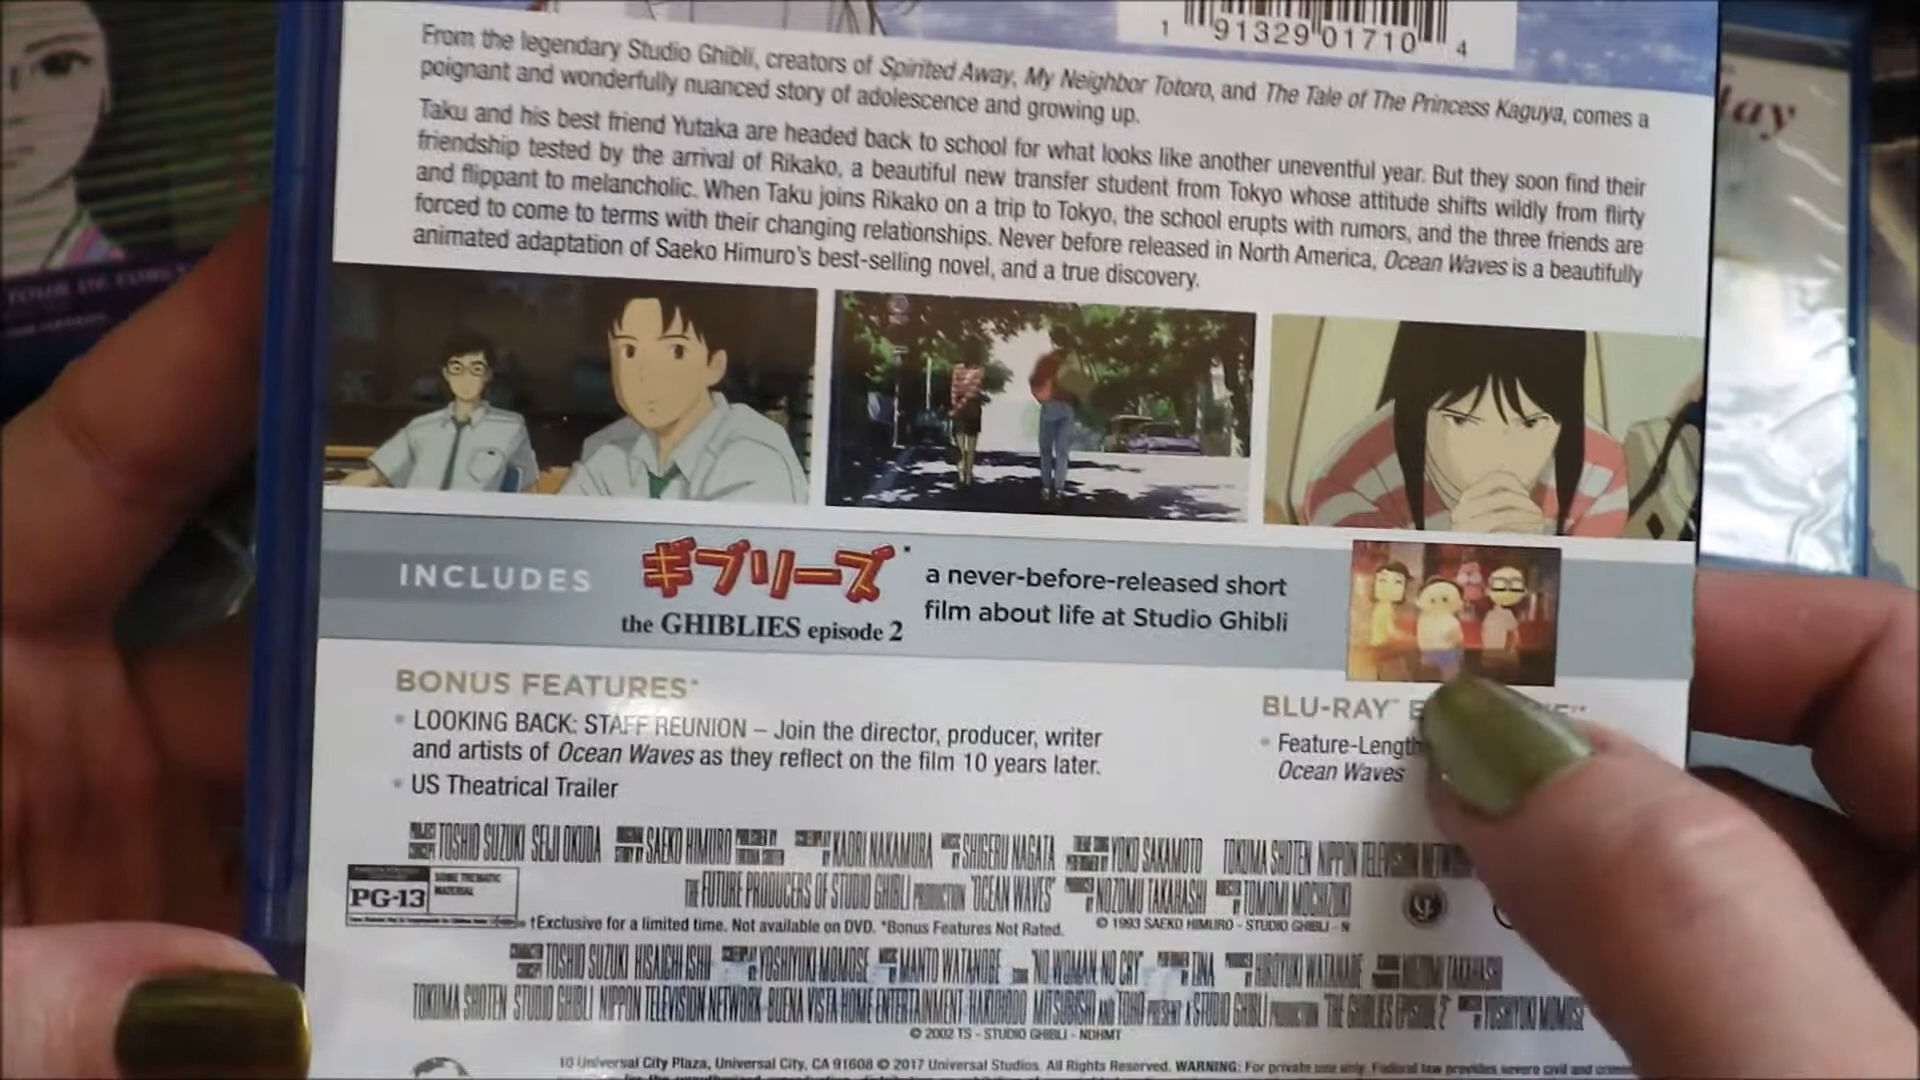 1 91329 01710 4
From the legendary Studio Ghibli, creators of Spirited Away, My Neighbor Totoro, and The Tale of The Princess Kaguya, comes a
poignant and wonderfully nuanced story of adolescence and growing up.
Taku and his best friend Yutaka are headed back to school for what looks like another uneventful year. But they soon find their
friendship tested by the arrival of Rikako, a beautiful new transfer student from Tokyo whose attitude shifts wildly from flirty
and flippant to melancholic. When Taku joins Rikako on a trip to Tokyo, the school erupts with rumors, and the three friends are
forced to come to terms with their changing relationships. Never before released in North America, Ocean Waves is a beautifully
animated adaptation of Saeko Himuro's best-selling novel, and a true discovery.
tay
INCLUDES
ギブリーズ
the GHIBLIES episode 2
a never-before-released short
film about life at Studio Ghibli
BONUS FEATURES*
• LOOKING BACK: STAFF REUNION – Join the director, producer, writer
and artists of Ocean Waves as they reflect on the film 10 years later.
• US Theatrical Trailer
BLU-RAY™
• Feature-Length
Ocean Waves
TOSHIO SUZUKI SEIJI OKUDA SAEKO HIMURO KAORI NAKAMURA SHIGERU NAGATA YOKO SAKAMOTO TOKUMA SHOTEN NIPPON TELEVISION
THE FUTURE PRODUCERS OF STUDIO GHIBLI PRODUCTION "OCEAN WAVES" NOZOMU TAKAHASHI TOMOMI MOCHIZUKI
PG-13
SOME THEMATIC
MATERIAL
†Exclusive for a limited time. Not available on DVD. *Bonus Features Not Rated.
© 1993 SAEKO HIMURO - STUDIO GHIBLI - N
TOSHIO SUZUKI HISAICHI ISHII YOSHIYUKI MOMOSE MANTO WATANOBE "NO WOMAN, NO CRY" TINA HIROYUKI WATANABE TAKAHASHI
TOKUMA SHOTEN STUDIO GHIBLI NIPPON TELEVISION NETWORK BUENA VISTA HOME ENTERTAINMENT HAKUHODO MITSUBISHI AND TOHO PRESENT A STUDIO GHIBLI PRODUCTION "THE GHIBLIES EPISODE 2" YOSHIYUKI MOMOSE
© 2002 TS - STUDIO GHIBLI - NDHMT
10 Universal City Plaza, Universal City, CA 91608 © 2017 Universal Studios. All Rights Reserved. WARNING: For private use only. Federal law provides severe civil and